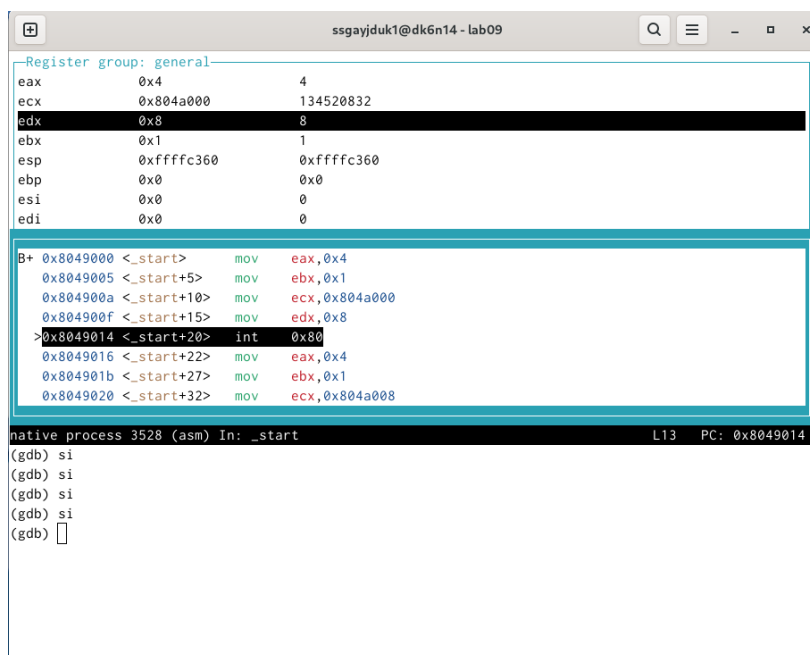 ssgayjduk1@dk6n14 - lab09
Register group: general
eax 0x4 4
ecx 0x804a000 134520832
edx 0x8 8
ebx 0x1 1
esp 0xffffc360 0xffffc360
ebp 0x0 0x0
esi 0x0 0
edi 0x0 0
B+ 0x8049000 <_start> mov eax,0x4
0x8049005 <_start+5> mov ebx,0x1
0x804900a <_start+10> mov ecx,0x804a000
0x804900f <_start+15> mov edx,0x8
>0x8049014 <_start+20> int 0x80
0x8049016 <_start+22> mov eax,0x4
0x804901b <_start+27> mov ebx,0x1
0x8049020 <_start+32> mov ecx,0x804a008
native process 3528 (asm) In: _start L13 PC: 0x8049014
(gdb) si
(gdb) si
(gdb) si
(gdb) si
(gdb)